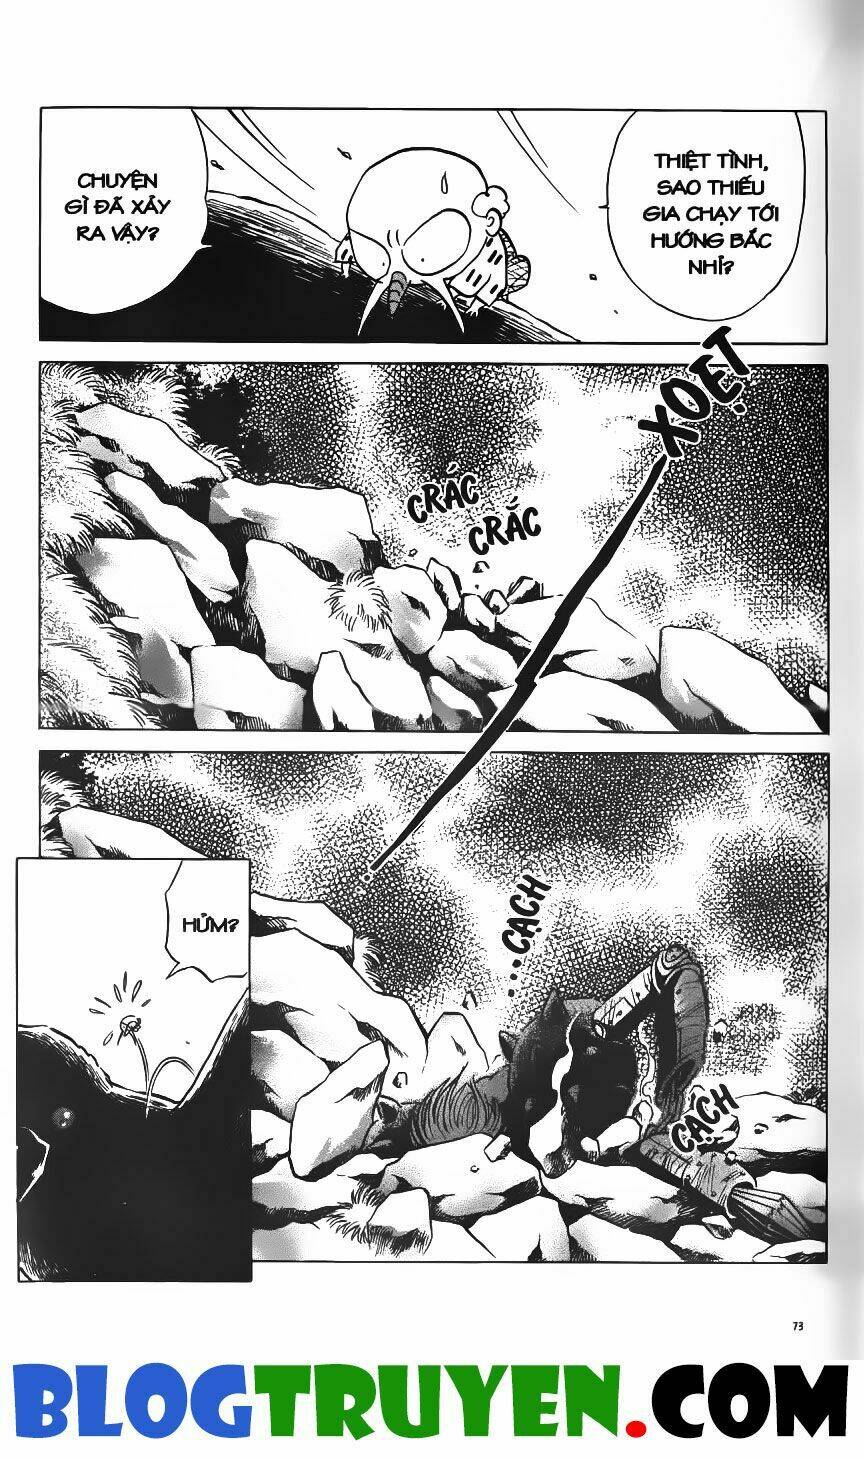 THIỆT TÌNH,
SAO THIẾU
GIA CHẠY TỚI
HƯỚNG BẮC
NHỈ?
CHUYỆN
GÌ ĐÃ XẢY
RA VẬY?
XOẸT
CRẮC
CRẮC
CẠCH
HỬM?
CẠCH
73
BLOGTRUYEN.COM